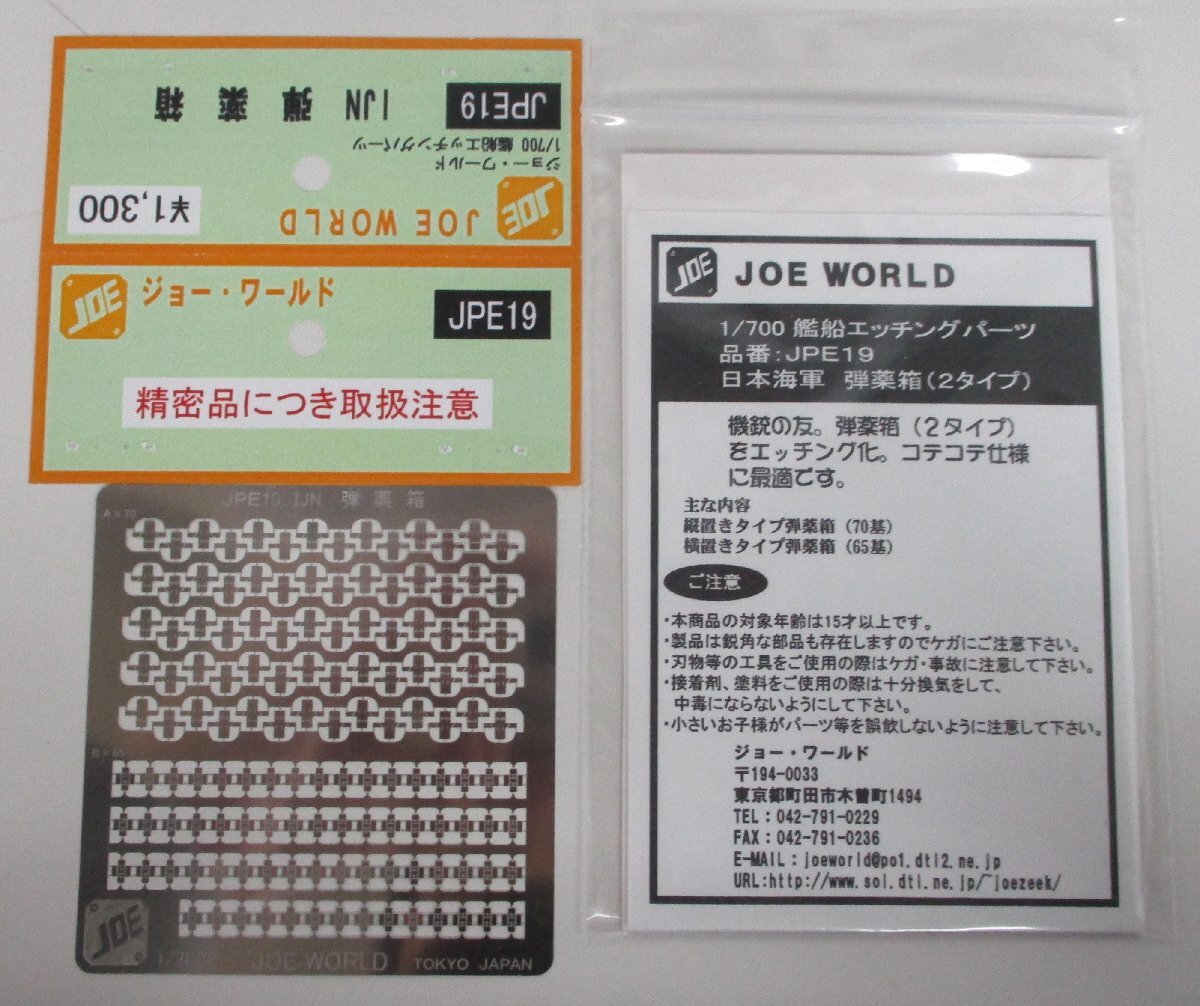 JPE19
IJN 弾薬箱
ジョー・ワールド
1/700 艦船エッチングパーツ
JOE
JOE WORLD
¥1,300
JOE
ジョー・ワールド
JPE19
精密品につき取扱注意
JPE19 IJN 弾薬箱
A×70
B×65
JOE
1/700
JOE WORLD
TOKYO JAPAN
JOE
JOE WORLD
1/700 艦船エッチングパーツ
品番:JPE19
日本海軍 弾薬箱(2タイプ)
機銃の友。弾薬箱(2タイプ)
をエッチング化。コテコテ仕様
に最適です。
主な内容
縦置きタイプ弾薬箱(70基)
横置きタイプ弾薬箱(65基)
ご注意
・本商品の対象年齢は15才以上です。
・製品は鋭角な部品も存在しますのでケガにご注意下さい。
・刃物等の工具をご使用の際はケガ・事故に注意して下さい。
・接着剤、塗料をご使用の際は十分換気をして、
中毒にならないようにして下さい。
・小さいお子様がパーツ等を誤飲しないように注意して下さい。
ジョー・ワールド
〒194-0033
東京都町田市木曽町1494
TEL:042-791-0229
FAX:042-791-0236
E-MAIL:joeworld@po1.dti2.ne.jp
URL:http://www.sol.dti.ne.jp/~joezeek/